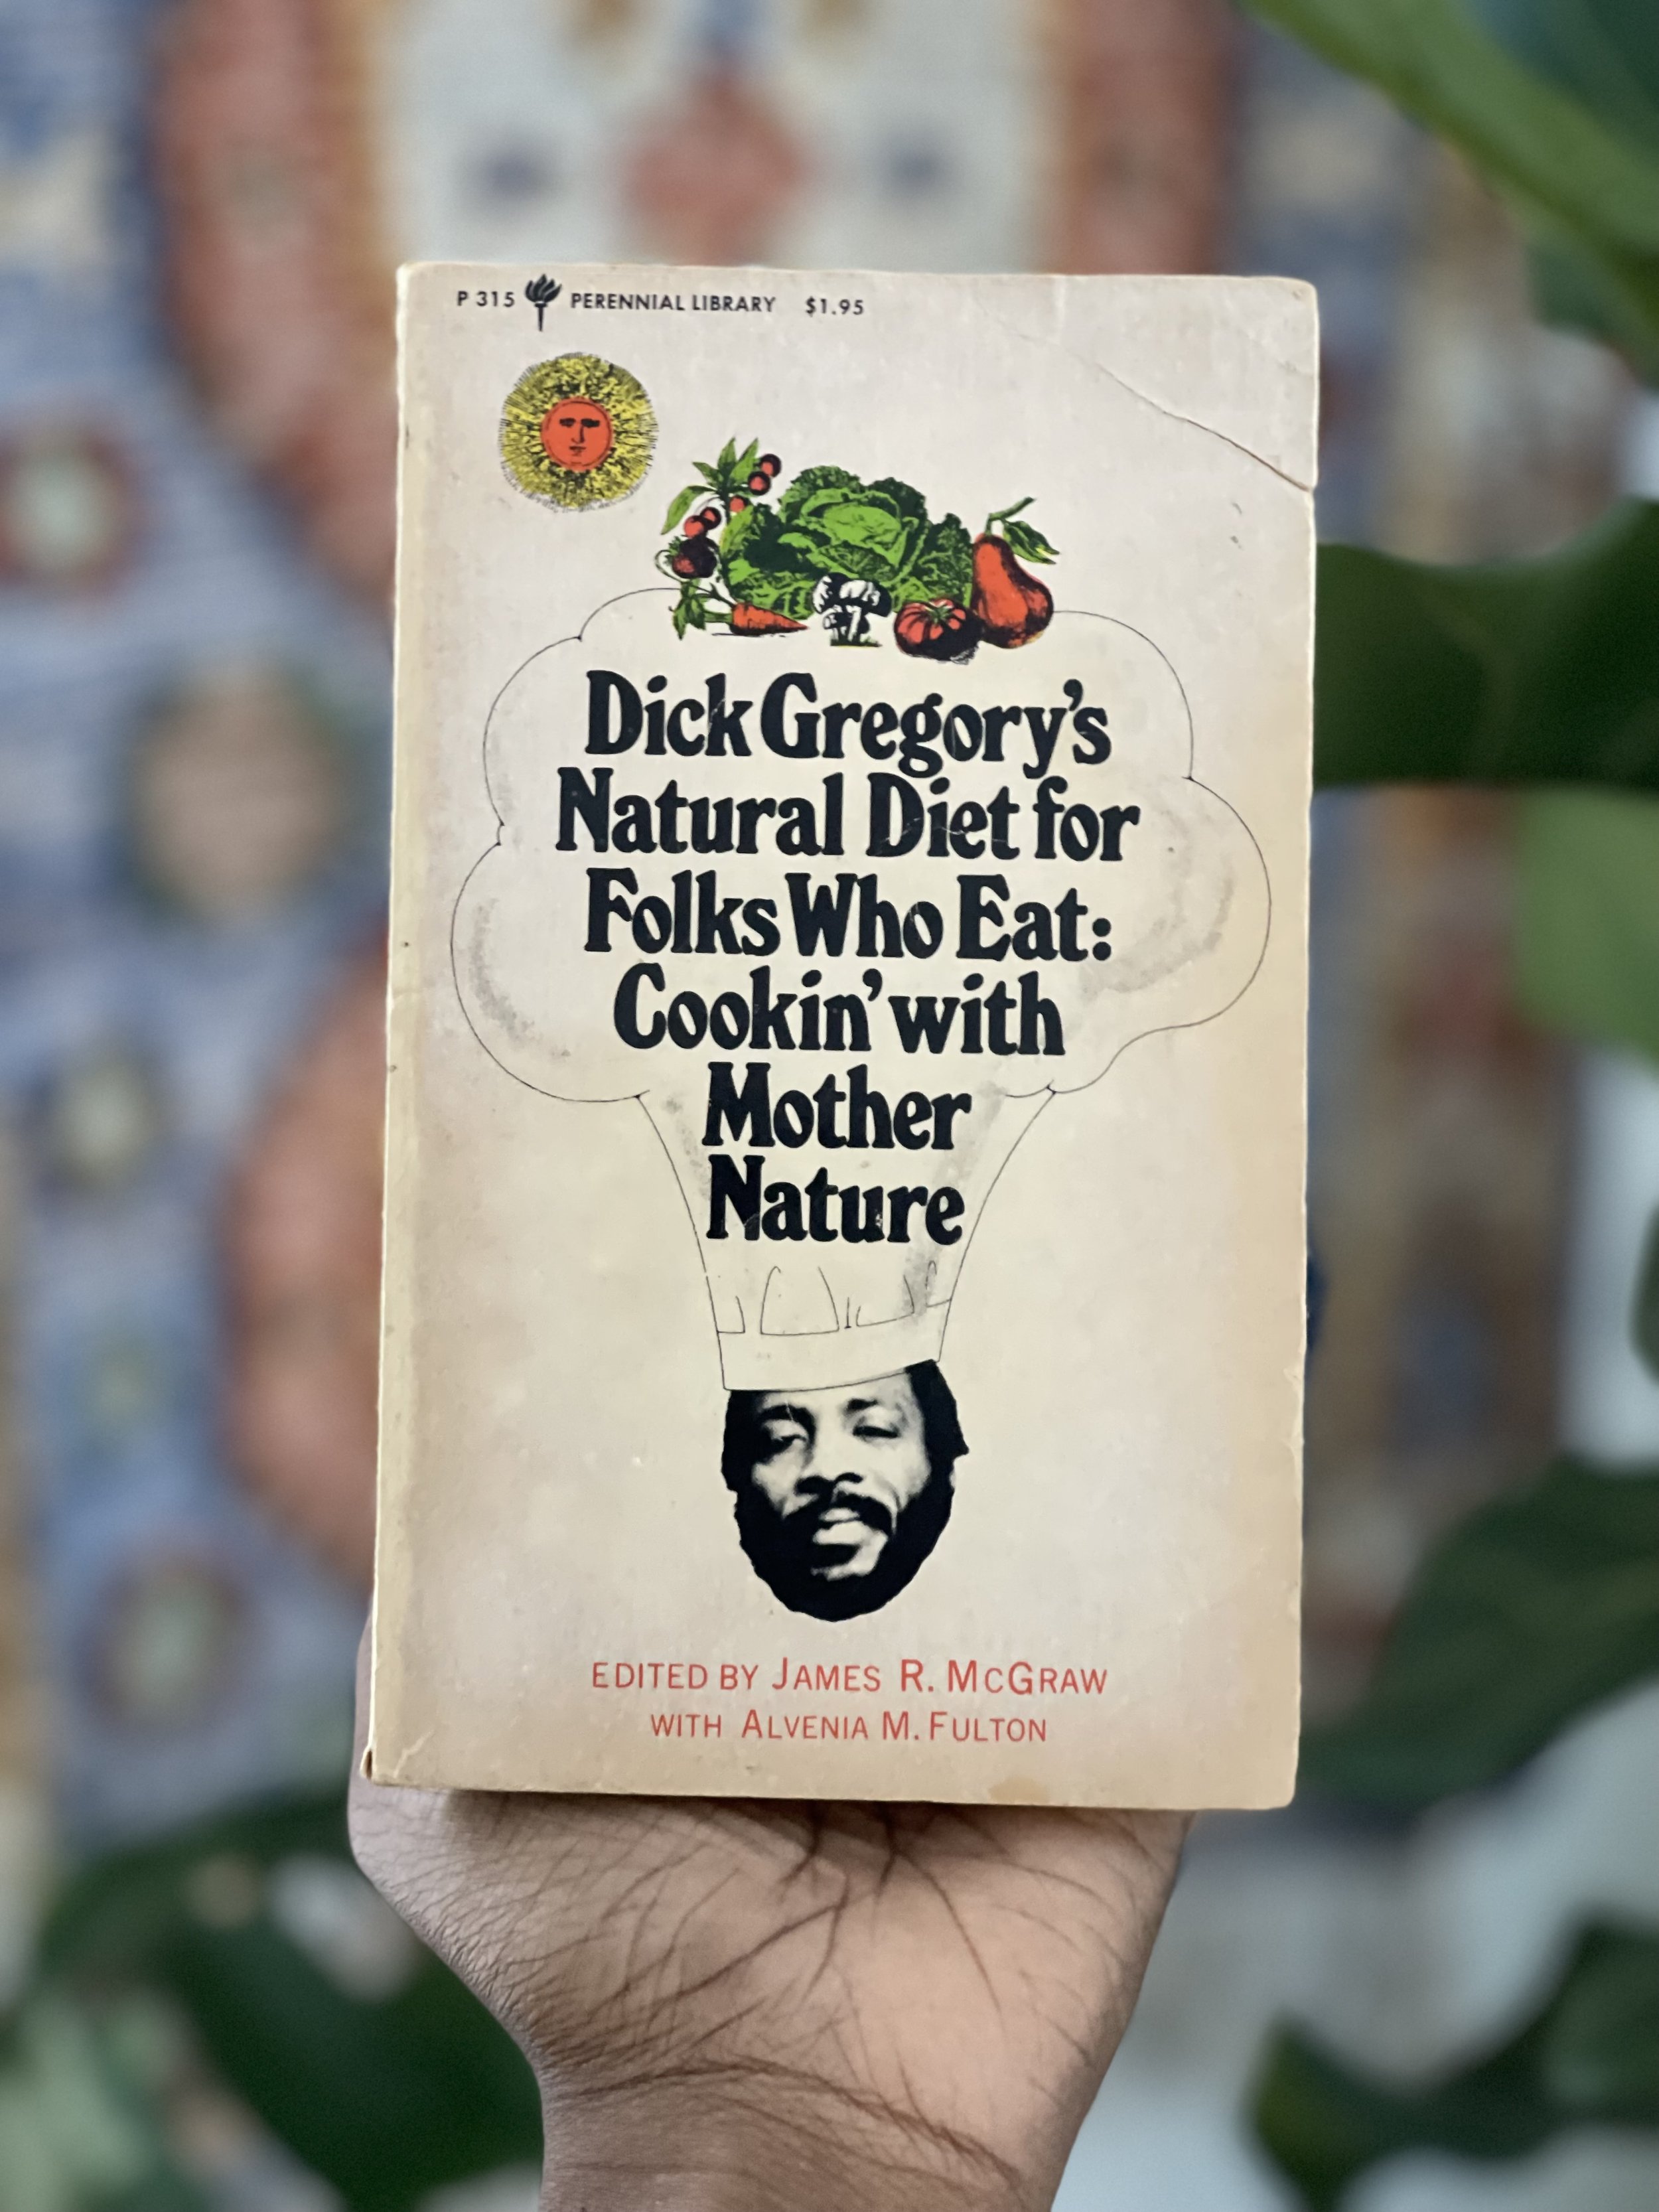 P 315 PERENNIAL LIBRARY $1.95
Dick Gregory's
Natural Diet for
Folks Who Eat:
Cookin' with
Mother
Nature
EDITED BY JAMES R. MCGRAW
WITH ALVENIA M. FULTON